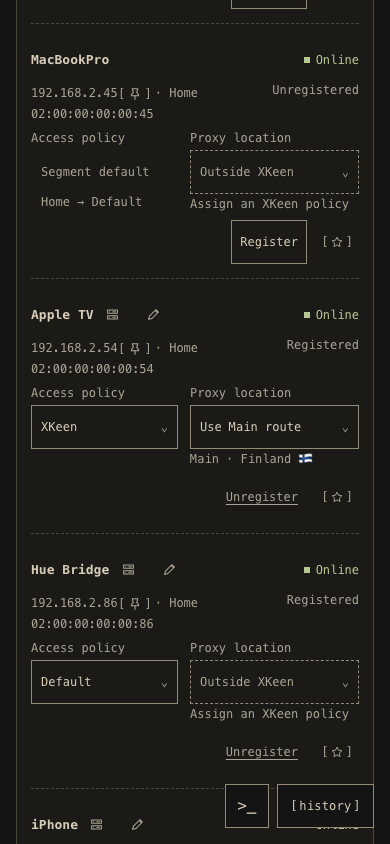 MacBookPro
Online
192.168.2.45[ ] · Home
Unregistered
02:00:00:00:00:45
Access policy
Proxy location
Segment default
Outside XKeen
Home → Default
Assign an XKeen policy
Register
[☆]
Apple TV
Online
192.168.2.54[ ] · Home
Registered
02:00:00:00:00:54
Access policy
Proxy location
XKeen
Use Main route
Main · Finland 🇫🇮
Unregister
[☆]
Hue Bridge
Online
192.168.2.86[ ] · Home
Registered
02:00:00:00:00:86
Access policy
Proxy location
Default
Outside XKeen
Assign an XKeen policy
Unregister
[☆]
>_
[history]
iPhone